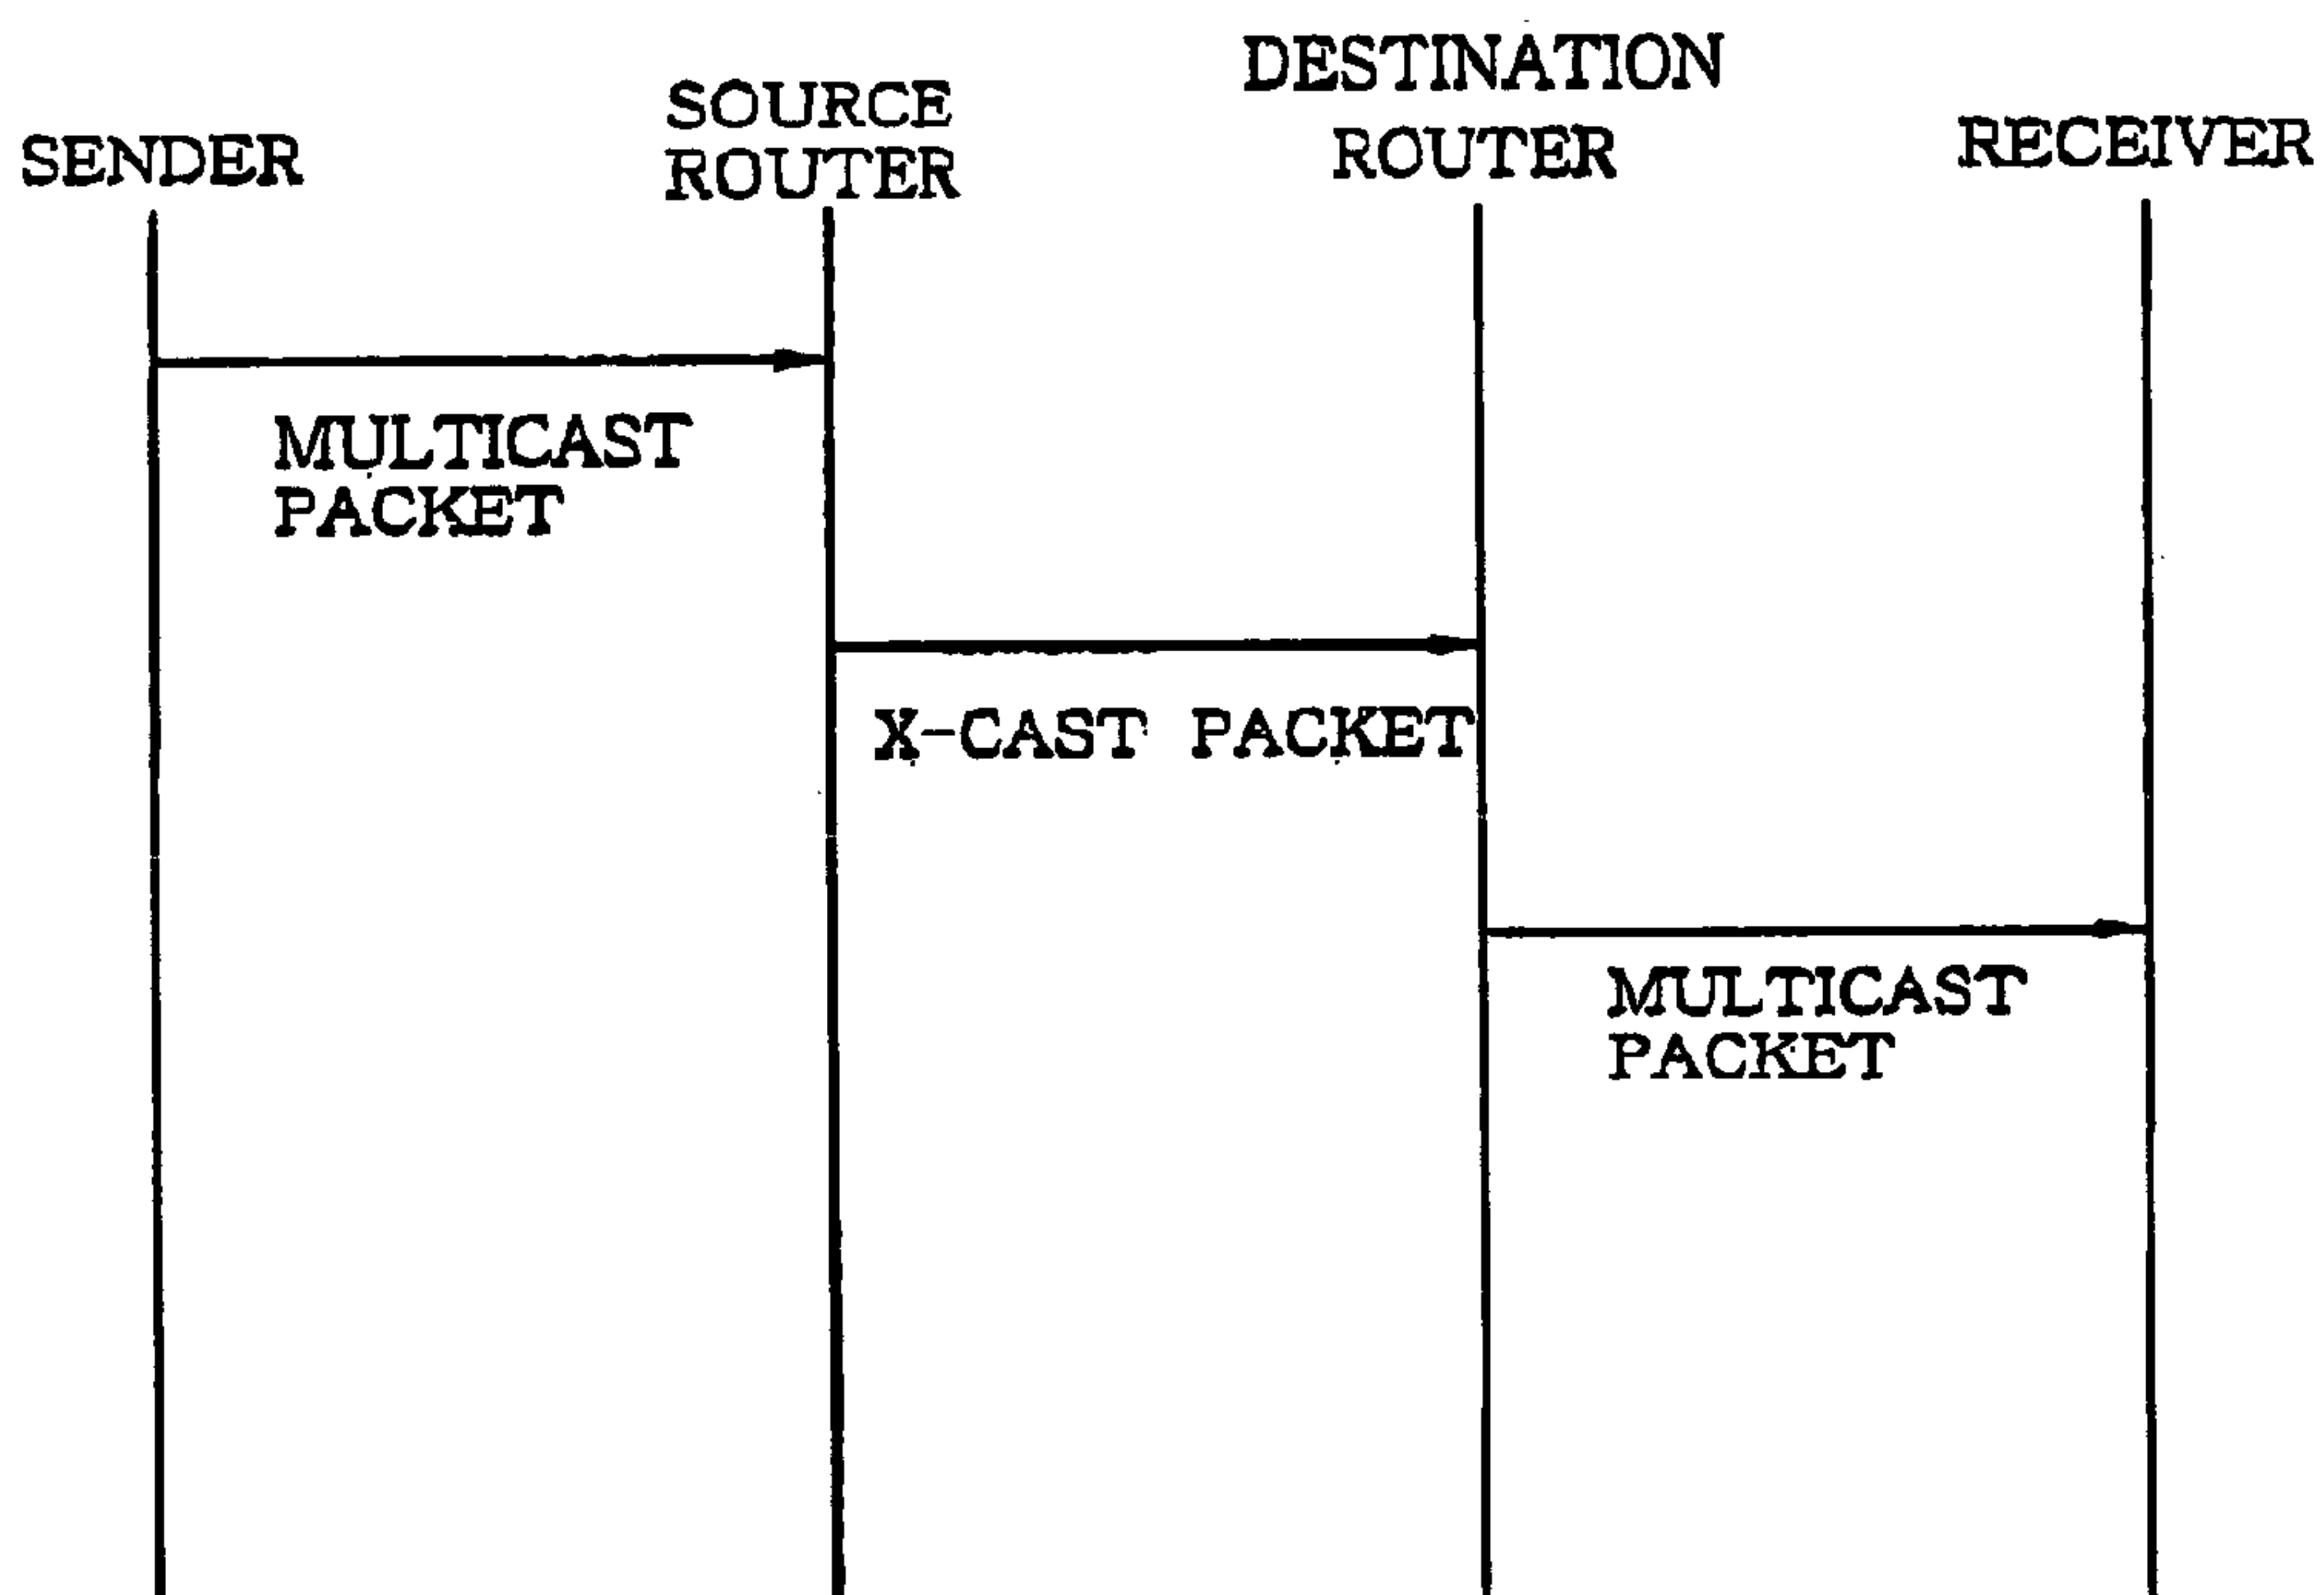 SENDER
SOURCE
ROUTER
DESTINATION
ROUTER
RECEIVER
MULTICAST
PACKET
X-CAST PACKET
MULTICAST
PACKET